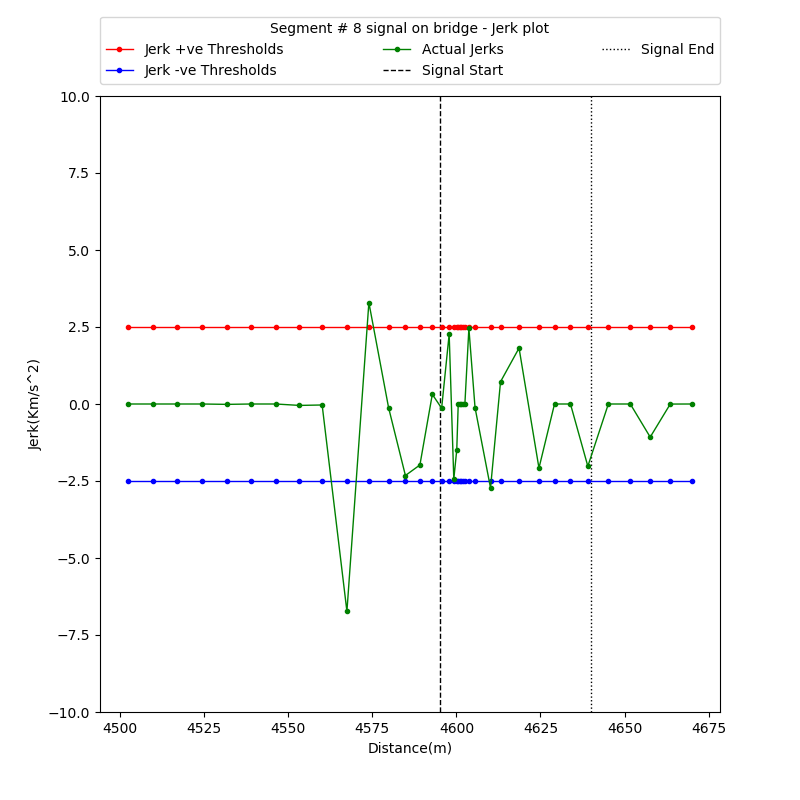 Segment # 8 signal on bridge - Jerk plot
Jerk +ve Thresholds
Jerk -ve Thresholds
Actual Jerks
Signal Start
Signal End
10.0
7.5
5.0
2.5
0.0
−2.5
−5.0
−7.5
−10.0
Jerk(Km/s^2)
4500 4525 4550 4575 4600 4625 4650 4675
Distance(m)